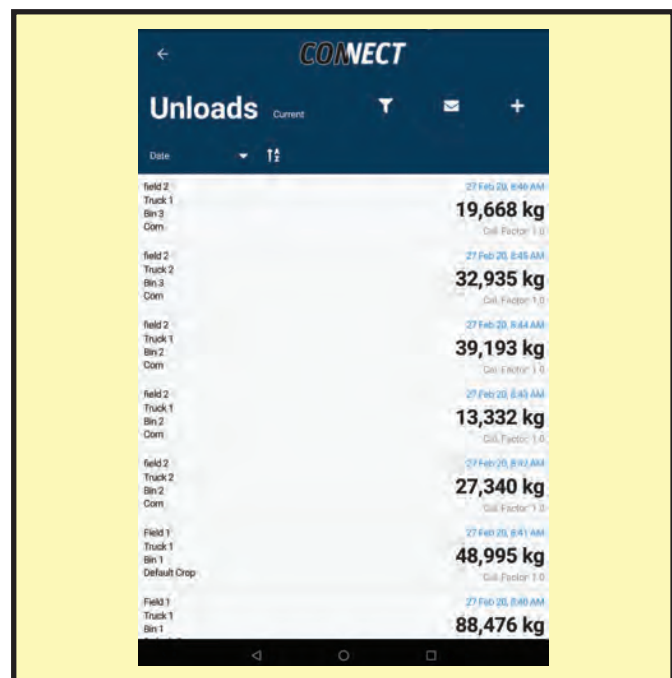 CONNECT
Unloads Current
Date
field 2
27 Feb 20, 8:46 AM
Truck 1
19,668 kg
Bin 3
Corn
Cal. Factor: 1.0
field 2
27 Feb 20, 8:45 AM
Truck 2
32,935 kg
Bin 3
Corn
Cal. Factor: 1.0
field 2
27 Feb 20, 8:44 AM
Truck 1
39,193 kg
Bin 2
Corn
Cal. Factor: 1.0
field 2
27 Feb 20, 8:43 AM
Truck 1
13,332 kg
Bin 2
Corn
Cal. Factor: 1.0
field 2
27 Feb 20, 8:42 AM
Truck 2
27,340 kg
Bin 2
Corn
Cal. Factor: 1.0
Field 1
27 Feb 20, 8:41 AM
Truck 1
48,995 kg
Bin 1
Default Crop
Cal. Factor: 1.0
Field 1
27 Feb 20, 8:40 AM
Truck 1
88,476 kg
Bin 1